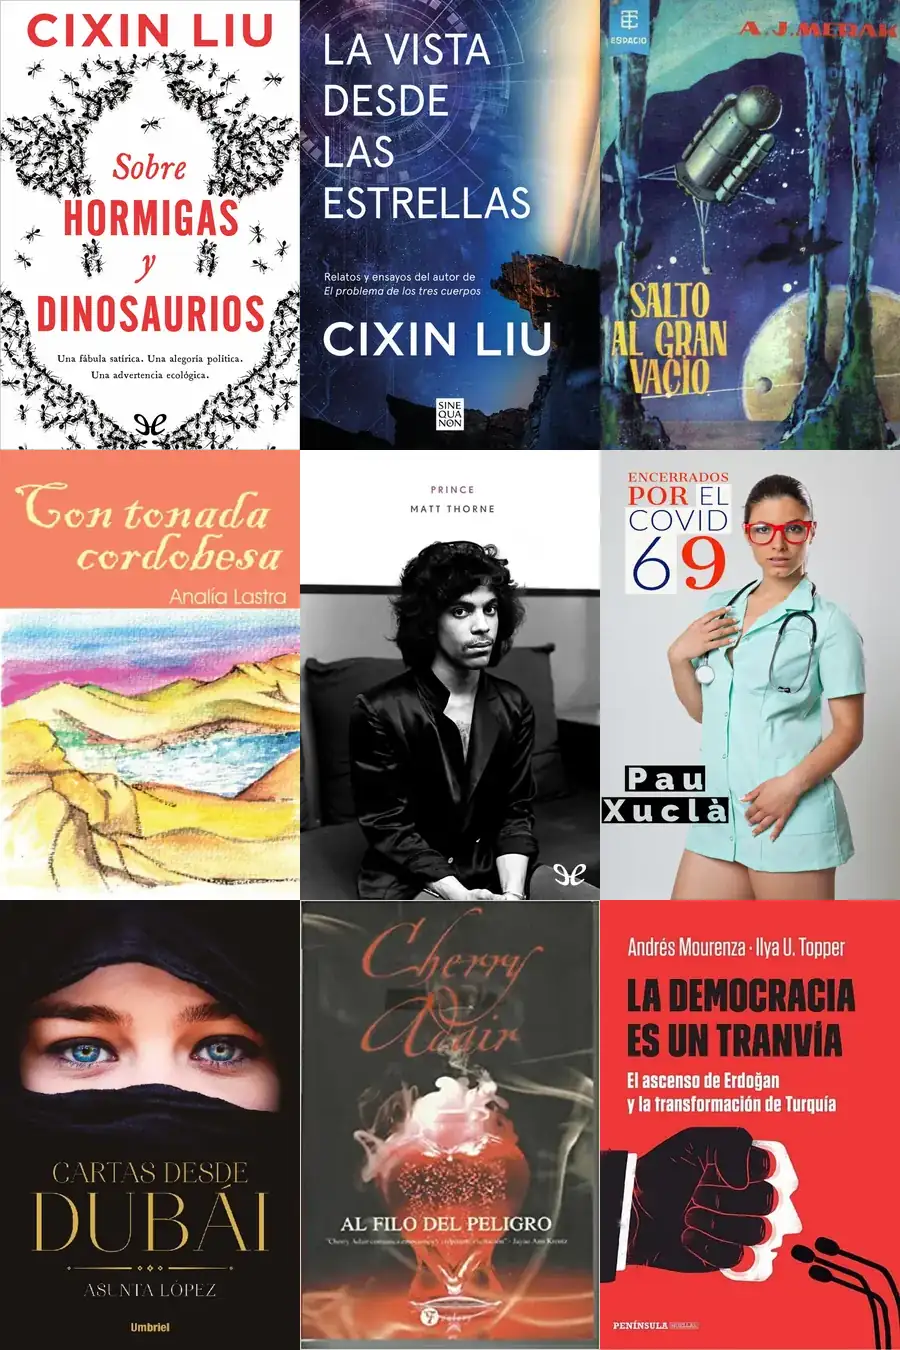 CIXIN LIU
Sobre
HORMIGAS
y
DINOSAURIOS
Una fábula satírica. Una alegoría política.
Una advertencia ecológica.
LA VISTA
DESDE
LAS
ESTRELLAS
Relatos y ensayos del autor de
El problema de los tres cuerpos
CIXIN LIU
SINE
QUA
NON
ESPACIO
A.J.MERAK
SALTO
AL GRAN
VACÍO
Con tonada
cordobesa
Analía Lastra
PRINCE
MATT THORNE
ENCERRADOS
POR EL
COVID
69
Pau
Xuclà
CARTAS DESDE
DUBÁI
ASUNTA LÓPEZ
Umbriel
Cherry
Adair
AL FILO DEL PELIGRO
Andrés Mourenza · Ilya U. Topper
LA DEMOCRACIA
ES UN TRANVÍA
El ascenso de Erdoğan
y la transformación de Turquía
PENÍNSULA